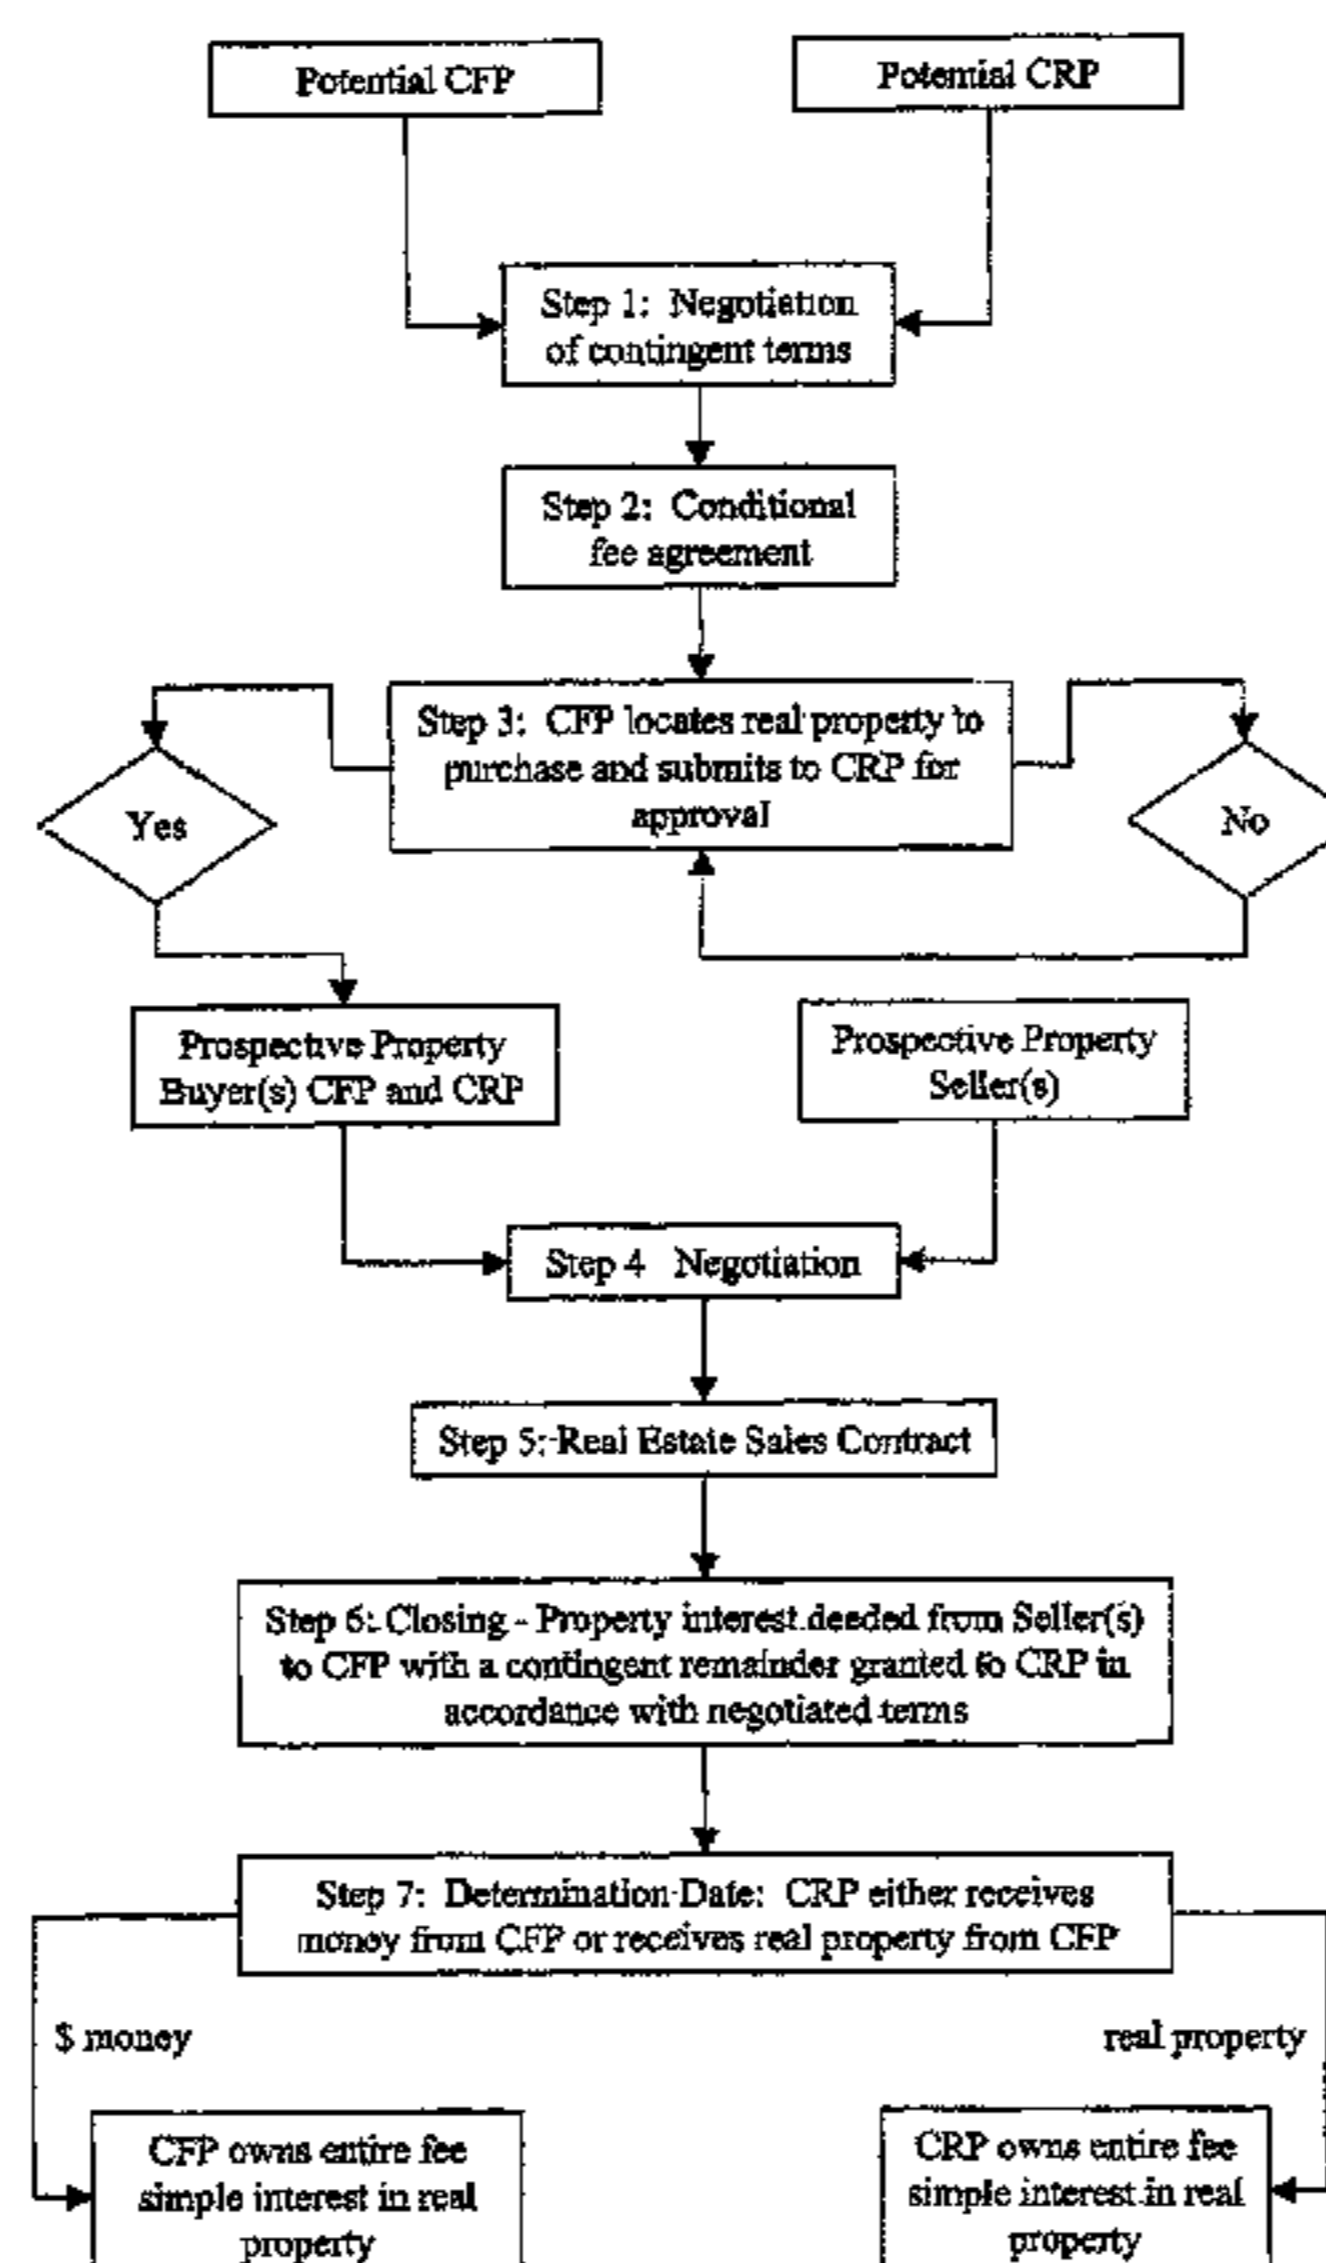 Potential CFP
Potential CRP
Step 1: Negotiation
of contingent terms
Step 2: Conditional
fee agreement
Step 3: CFP locates real property to
purchase and submits to CRP for
approval
Yes
No
Prospective Property
Buyer(s) CFP and CRP
Prospective Property
Seller(s)
Step 4 Negotiation
Step 5: Real Estate Sales Contract
Step 6: Closing - Property interest deeded from Seller(s)
to CFP with a contingent remainder granted to CRP in
accordance with negotiated terms
Step 7: Determination Date: CRP either receives
money from CFP or receives real property from CFP
$ money
real property
CFP owns entire fee
simple interest in real
property
CRP owns entire fee
simple interest in real
property